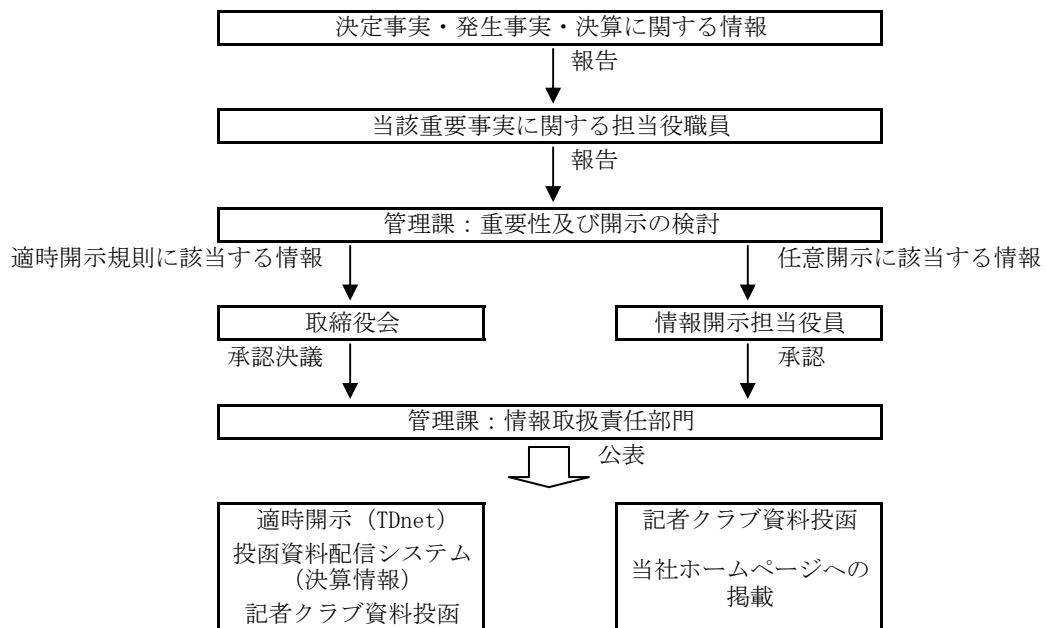 決定事実・発生事実・決算に関する情報
報告
当該重要事実に関する担当役職員
報告
管理課：重要性及び開示の検討
適時開示規則に該当する情報
任意開示に該当する情報
取締役会
情報開示担当役員
承認決議
承認
管理課：情報取扱責任部門
公表
適時開示（TDnet）
投函資料配信システム
（決算情報）
記者クラブ資料投函
記者クラブ資料投函
当社ホームページへの
掲載